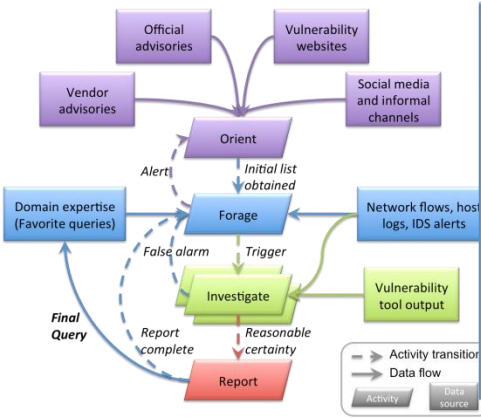 Official
advisories
Vulnerability
websites
Vendor
advisories
Social media
and informal
channels
Orient
Alert
Initial list
obtained
Domain expertise
(Favorite queries)
Forage
Network flows, host
logs, IDS alerts
False alarm
Trigger
Investigate
Vulnerability
tool output
Final
Query
Report
complete
Reasonable
certainty
Report
Activity transition
Data flow
Activity
Data
source